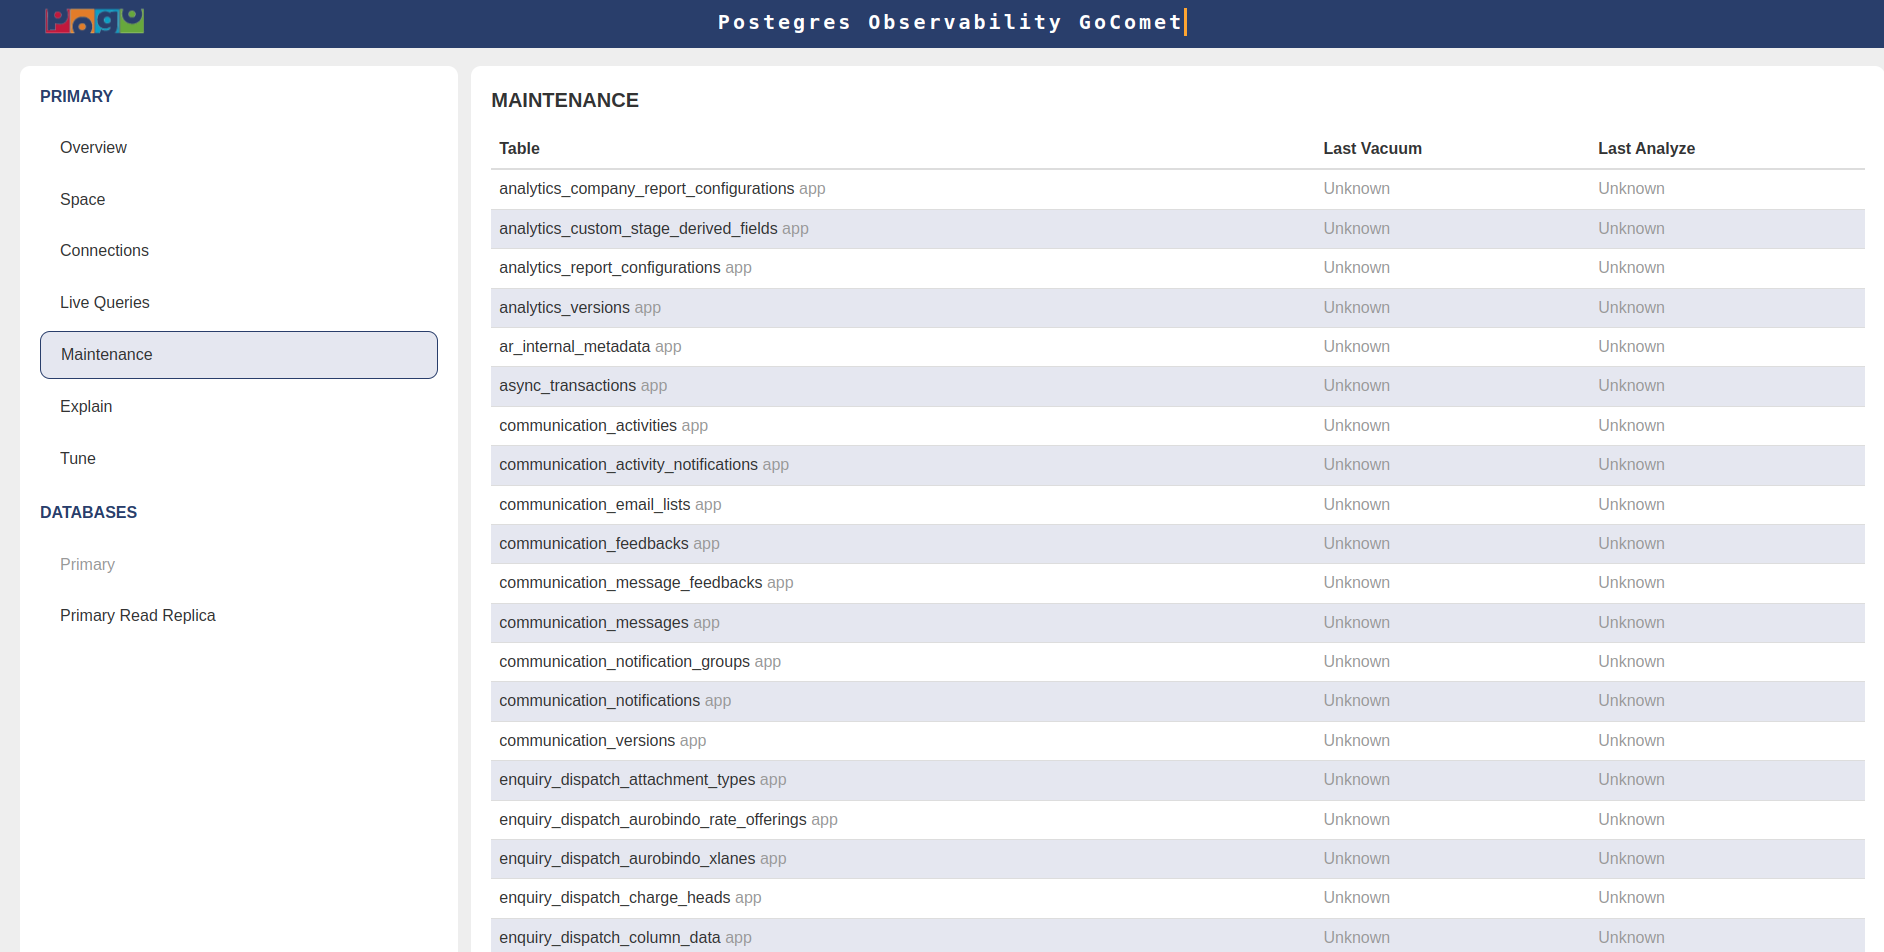 Pogo
Postegres Observability GoComet
PRIMARY
Overview
Space
Connections
Live Queries
Maintenance
Explain
Tune
DATABASES
Primary
Primary Read Replica
MAINTENANCE
Table Last Vacuum Last Analyze
analytics_company_report_configurations app Unknown Unknown
analytics_custom_stage_derived_fields app Unknown Unknown
analytics_report_configurations app Unknown Unknown
analytics_versions app Unknown Unknown
ar_internal_metadata app Unknown Unknown
async_transactions app Unknown Unknown
communication_activities app Unknown Unknown
communication_activity_notifications app Unknown Unknown
communication_email_lists app Unknown Unknown
communication_feedbacks app Unknown Unknown
communication_message_feedbacks app Unknown Unknown
communication_messages app Unknown Unknown
communication_notification_groups app Unknown Unknown
communication_notifications app Unknown Unknown
communication_versions app Unknown Unknown
enquiry_dispatch_attachment_types app Unknown Unknown
enquiry_dispatch_aurobindo_rate_offerings app Unknown Unknown
enquiry_dispatch_aurobindo_xlanes app Unknown Unknown
enquiry_dispatch_charge_heads app Unknown Unknown
enquiry_dispatch_column_data app Unknown Unknown